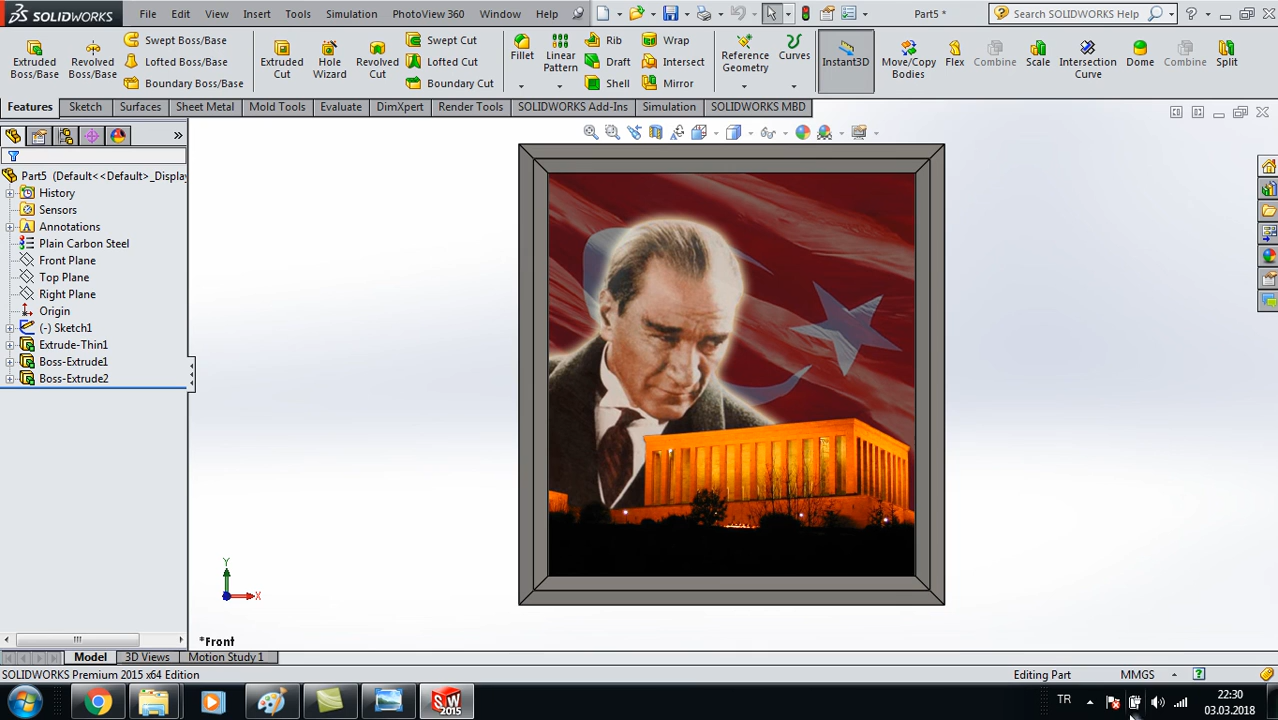 SOLIDWORKS File Edit View Insert Tools Simulation PhotoView 360 Window Help Part5 * Search SOLIDWORKS Help
Extruded Boss/Base
Revolved Boss/Base
Swept Boss/Base
Lofted Boss/Base
Boundary Boss/Base
Extruded Cut
Hole Wizard
Revolved Cut
Swept Cut
Lofted Cut
Boundary Cut
Fillet
Linear Pattern
Rib
Draft
Shell
Wrap
Intersect
Mirror
Reference Geometry
Curves
Instant3D
Move/Copy Bodies
Flex
Combine
Scale
Intersection Curve
Dome
Combine
Split
Features Sketch Surfaces Sheet Metal Mold Tools Evaluate DimXpert Render Tools SOLIDWORKS Add-Ins Simulation SOLIDWORKS MBD
Part5 (Default<<Default>_Display
History
Sensors
Annotations
Plain Carbon Steel
Front Plane
Top Plane
Right Plane
Origin
(-) Sketch1
Extrude-Thin1
Boss-Extrude1
Boss-Extrude2
Y
X
*Front
Model 3D Views Motion Study 1
SOLIDWORKS Premium 2015 x64 Edition Editing Part MMGS
SW 2015
TR 22:30
03.03.2018